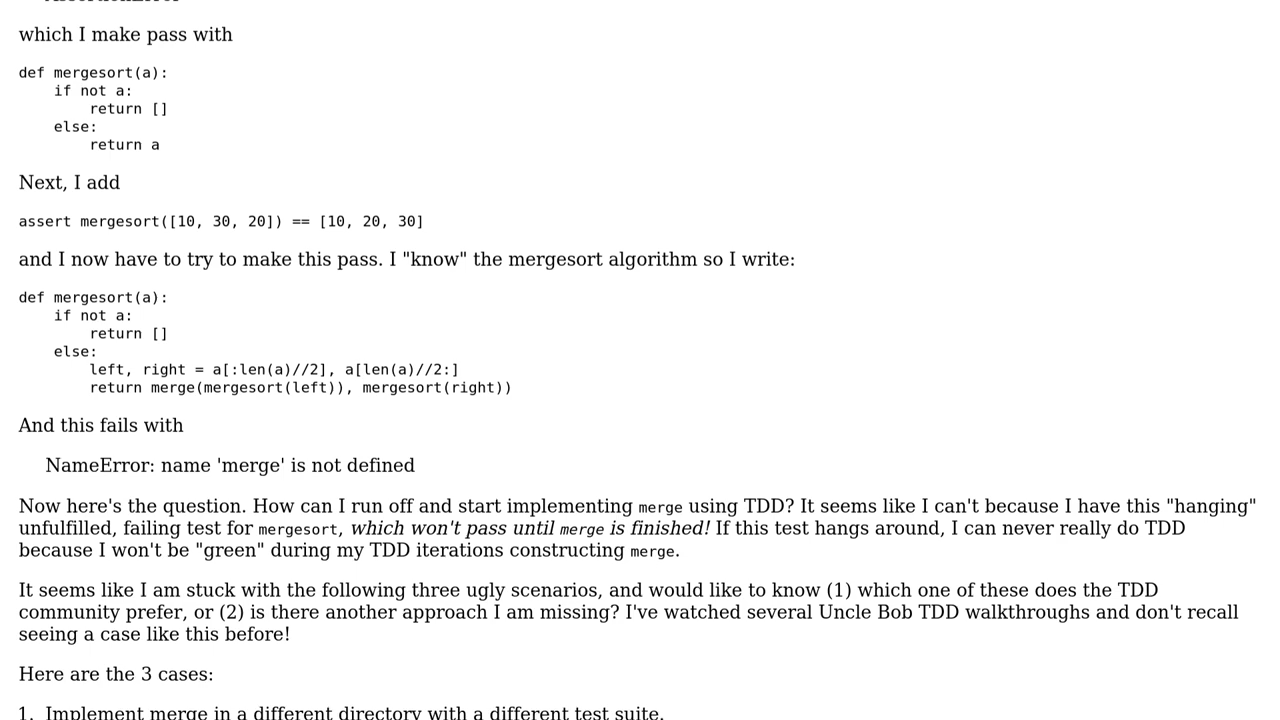 which I make pass with
def mergesort(a):
    if not a:
        return []
    else:
        return a
Next, I add
assert mergesort([10, 30, 20]) == [10, 20, 30]
and I now have to try to make this pass. I "know" the mergesort algorithm so I write:
def mergesort(a):
    if not a:
        return []
    else:
        left, right = a[:len(a)//2], a[len(a)//2:]
        return merge(mergesort(left)), mergesort(right))
And this fails with
NameError: name 'merge' is not defined
Now here's the question. How can I run off and start implementing merge using TDD? It seems like I can't because I have this "hanging"
unfulfilled, failing test for mergesort, which won't pass until merge is finished! If this test hangs around, I can never really do TDD
because I won't be "green" during my TDD iterations constructing merge.
It seems like I am stuck with the following three ugly scenarios, and would like to know (1) which one of these does the TDD
community prefer, or (2) is there another approach I am missing? I've watched several Uncle Bob TDD walkthroughs and don't recall
seeing a case like this before!
Here are the 3 cases:
1. Implement merge in a different directory with a different test suite.